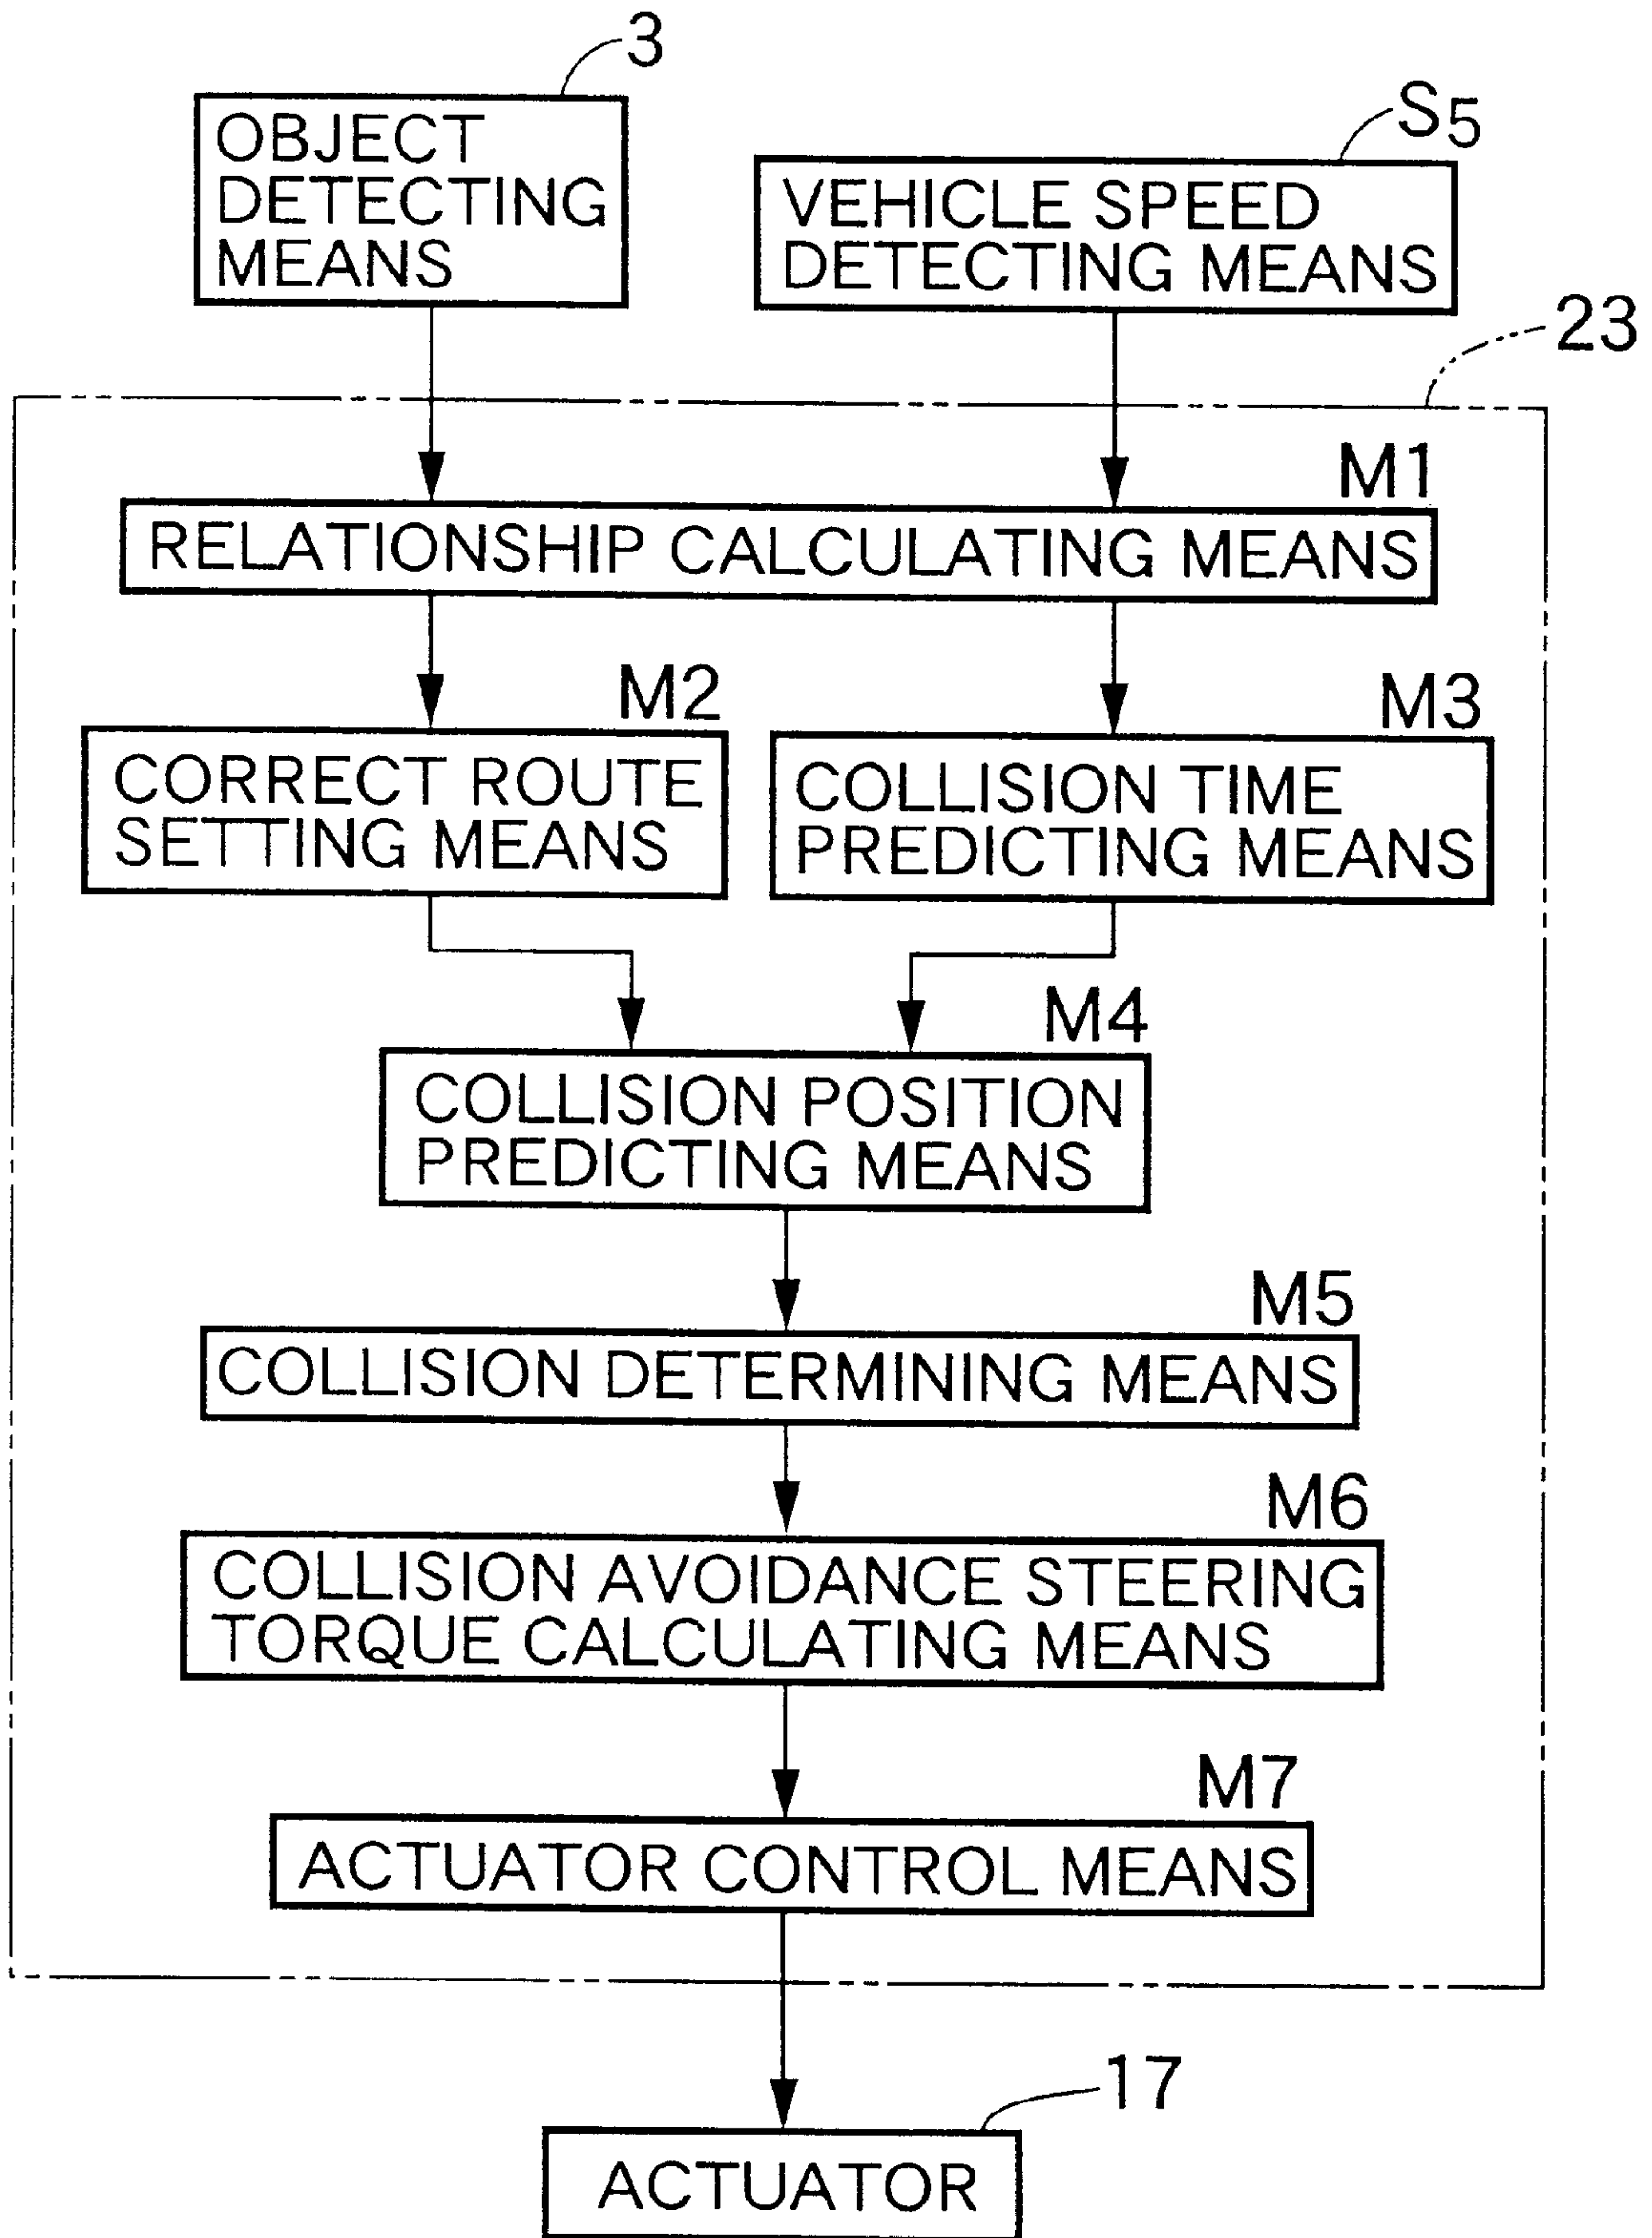 3
OBJECT
DETECTING
MEANS
S5
VEHICLE SPEED
DETECTING MEANS
23
M1
RELATIONSHIP CALCULATING MEANS
M2
CORRECT ROUTE
SETTING MEANS
M3
COLLISION TIME
PREDICTING MEANS
M4
COLLISION POSITION
PREDICTING MEANS
M5
COLLISION DETERMINING MEANS
M6
COLLISION AVOIDANCE STEERING
TORQUE CALCULATING MEANS
M7
ACTUATOR CONTROL MEANS
17
ACTUATOR